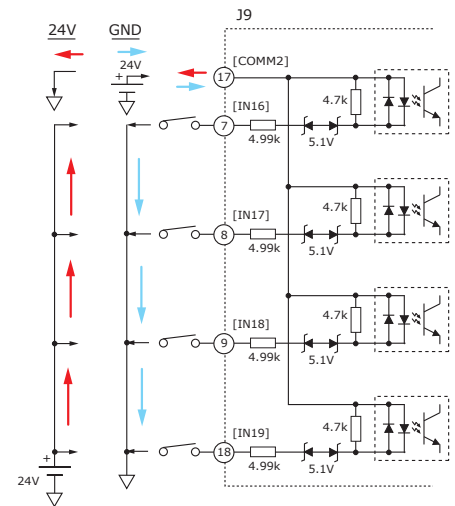 J9
24V GND
24V
+
[COMM2]
17
4.7k
[IN16]
7
4.99k
5.1V
[IN17]
4.7k
8
4.99k
5.1V
[IN18]
4.7k
9
4.99k
5.1V
[IN19]
4.7k
18
4.99k
5.1V
+
24V